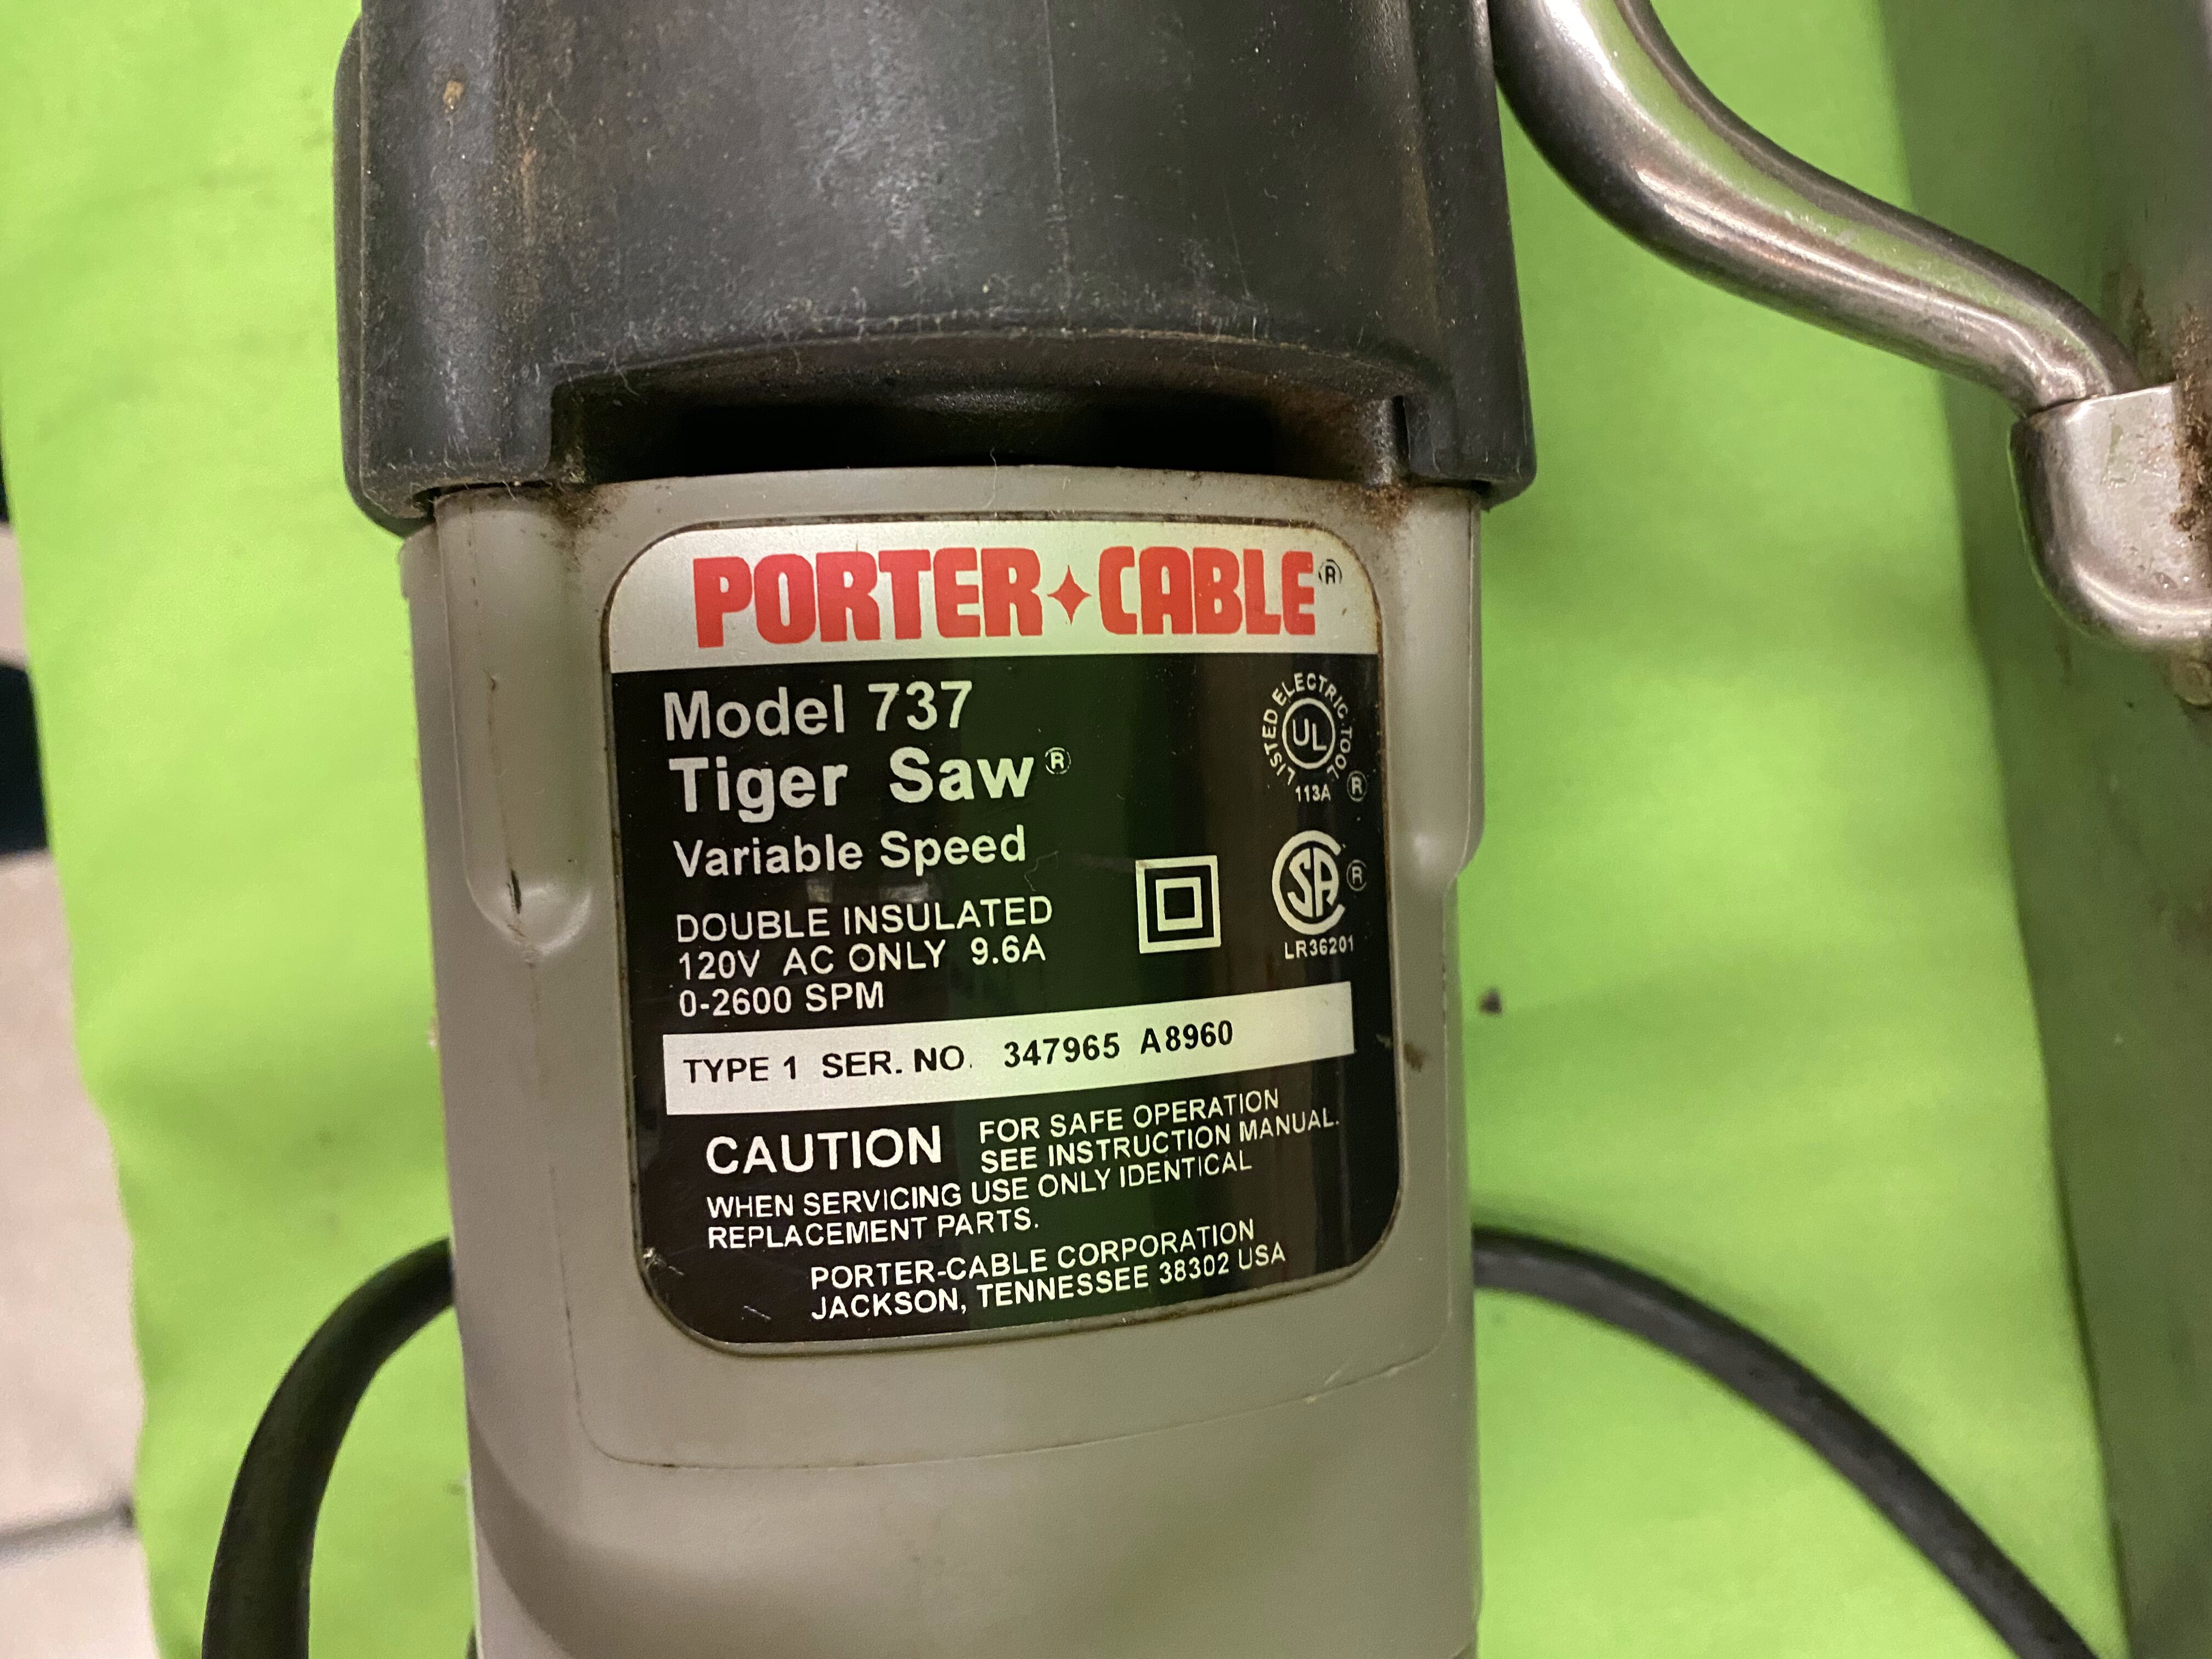 PORTER✦CABLE®
Model 737
Tiger Saw®
Variable Speed
DOUBLE INSULATED
120V AC ONLY 9.6A
0-2600 SPM
LISTED ELECTRIC TOOL
UL
113A ®
SA ®
LR36201
TYPE 1 SER. NO. 347965 A8960
CAUTION FOR SAFE OPERATION
SEE INSTRUCTION MANUAL.
WHEN SERVICING USE ONLY IDENTICAL
REPLACEMENT PARTS.
PORTER-CABLE CORPORATION
JACKSON, TENNESSEE 38302 USA